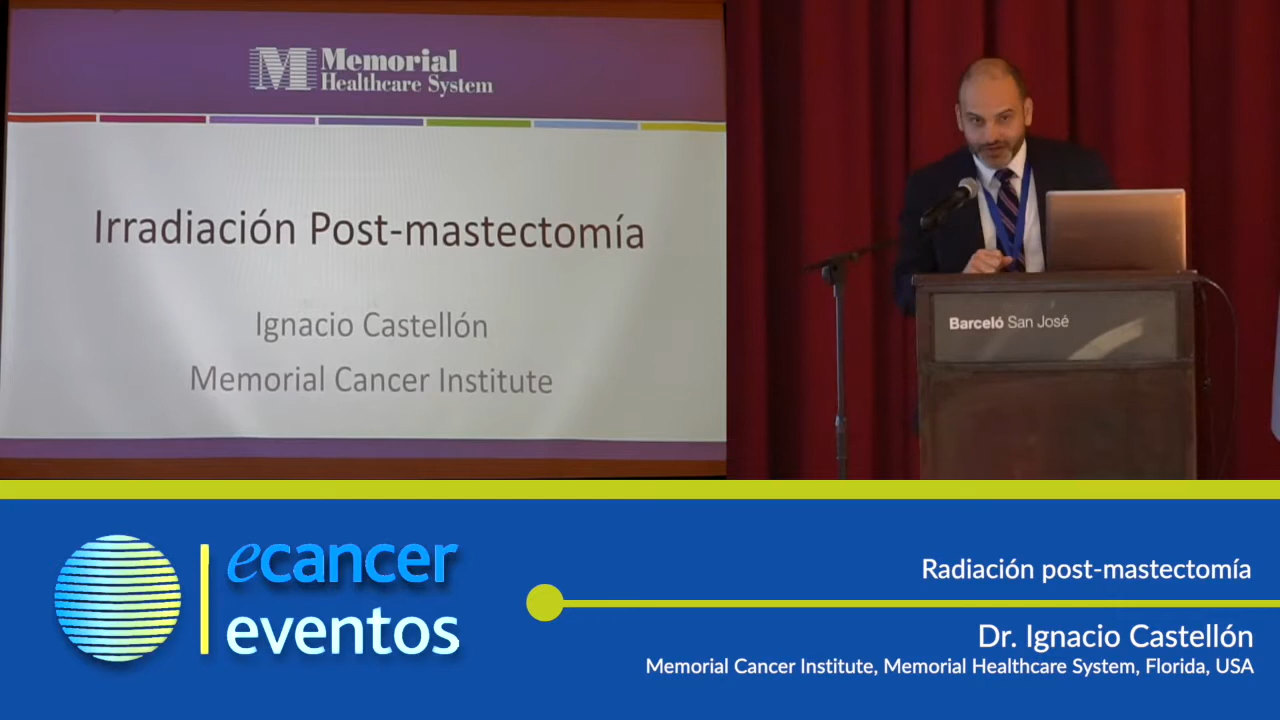 Memorial
Healthcare System
Irradiación Post-mastectomía
Ignacio Castellón
Memorial Cancer Institute
Barceló San José
ecancer
eventos
Radiación post-mastectomía
Dr. Ignacio Castellón
Memorial Cancer Institute, Memorial Healthcare System, Florida, USA